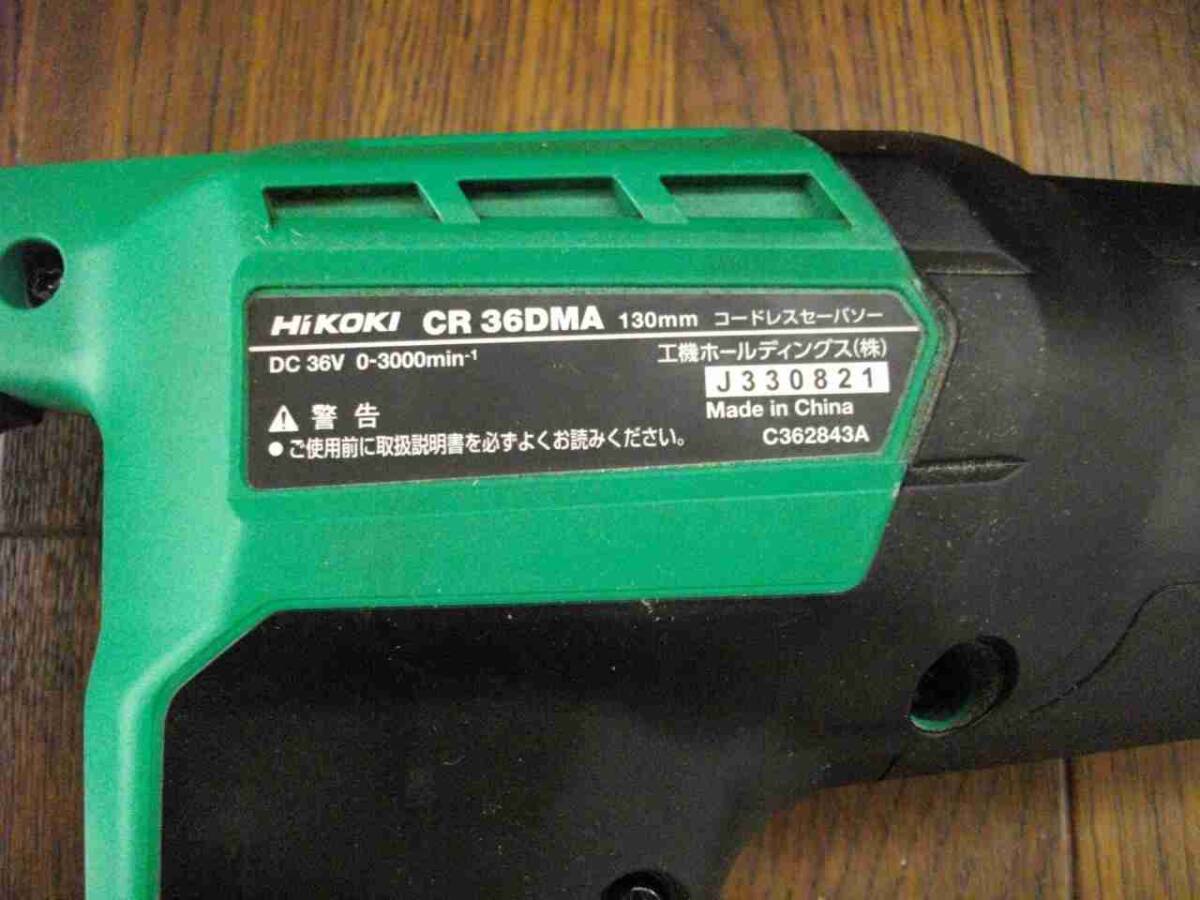 HiKOKI CR 36DMA 130mm コードレスセーバソー
DC 36V 0-3000min⁻¹ 工機ホールディングス(株)
J330821
⚠ 警告 Made in China
● ご使用前に取扱説明書を必ずよくお読みください。 C362843A